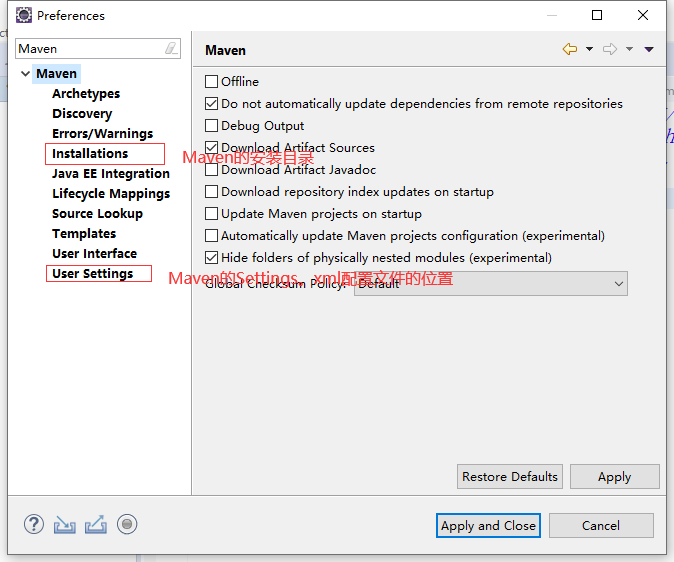 Preferences
Maven
Maven
Archetypes
Discovery
Errors/Warnings
Installations
Java EE Integration
Lifecycle Mappings
Source Lookup
Templates
User Interface
User Settings
Maven
Offline
Do not automatically update dependencies from remote repositories
Debug Output
Download Artifact Sources
Maven的安装目录
Download Artifact Javadoc
Download repository index updates on startup
Update Maven projects on startup
Automatically update Maven projects configuration (experimental)
Hide folders of physically nested modules (experimental)
Maven的Settings。xml配置文件的位置
Global Checksum Policy: Default
Restore Defaults Apply
Apply and Close Cancel